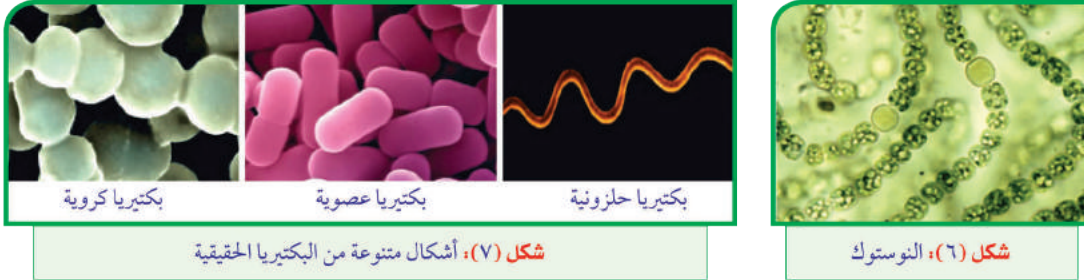 بكتيريا حلزونية
بكتيريا عصوية
بكتيريا كروية
شكل (٦): النوستوك
شكل (٧): أشكال متنوعة من البكتيريا الحقيقية